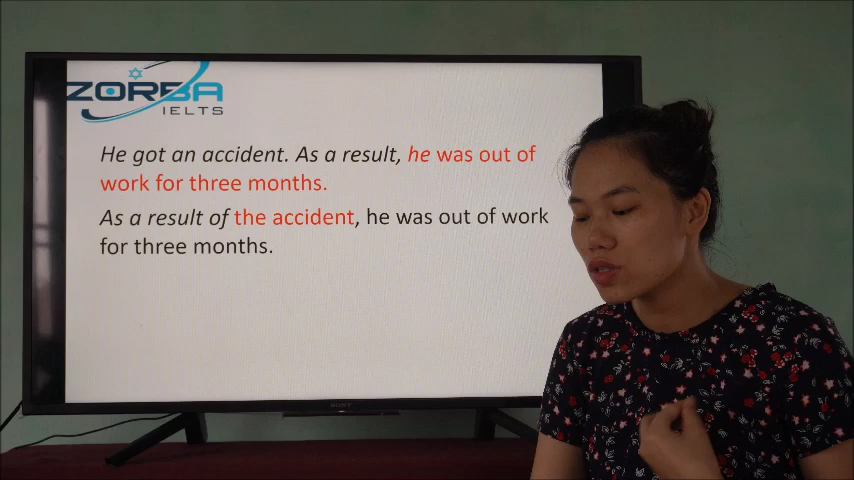 ZORBA
IELTS
He got an accident. As a result, he was out of
work for three months.
As a result of the accident, he was out of work
for three months.
SONY